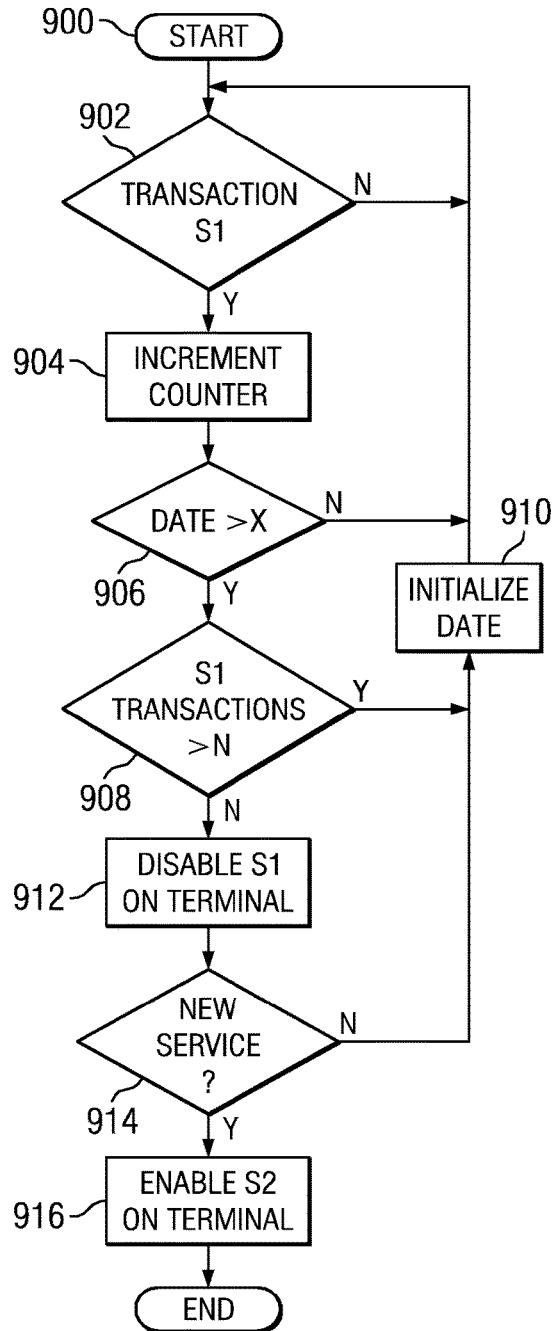 900
START
902
TRANSACTION
S1
N
Y
904
INCREMENT
COUNTER
DATE >X
N
906
Y
910
INITIALIZE
DATE
S1
TRANSACTIONS
>N
Y
908
N
912
DISABLE S1
ON TERMINAL
NEW
SERVICE
?
N
914
Y
916
ENABLE S2
ON TERMINAL
END